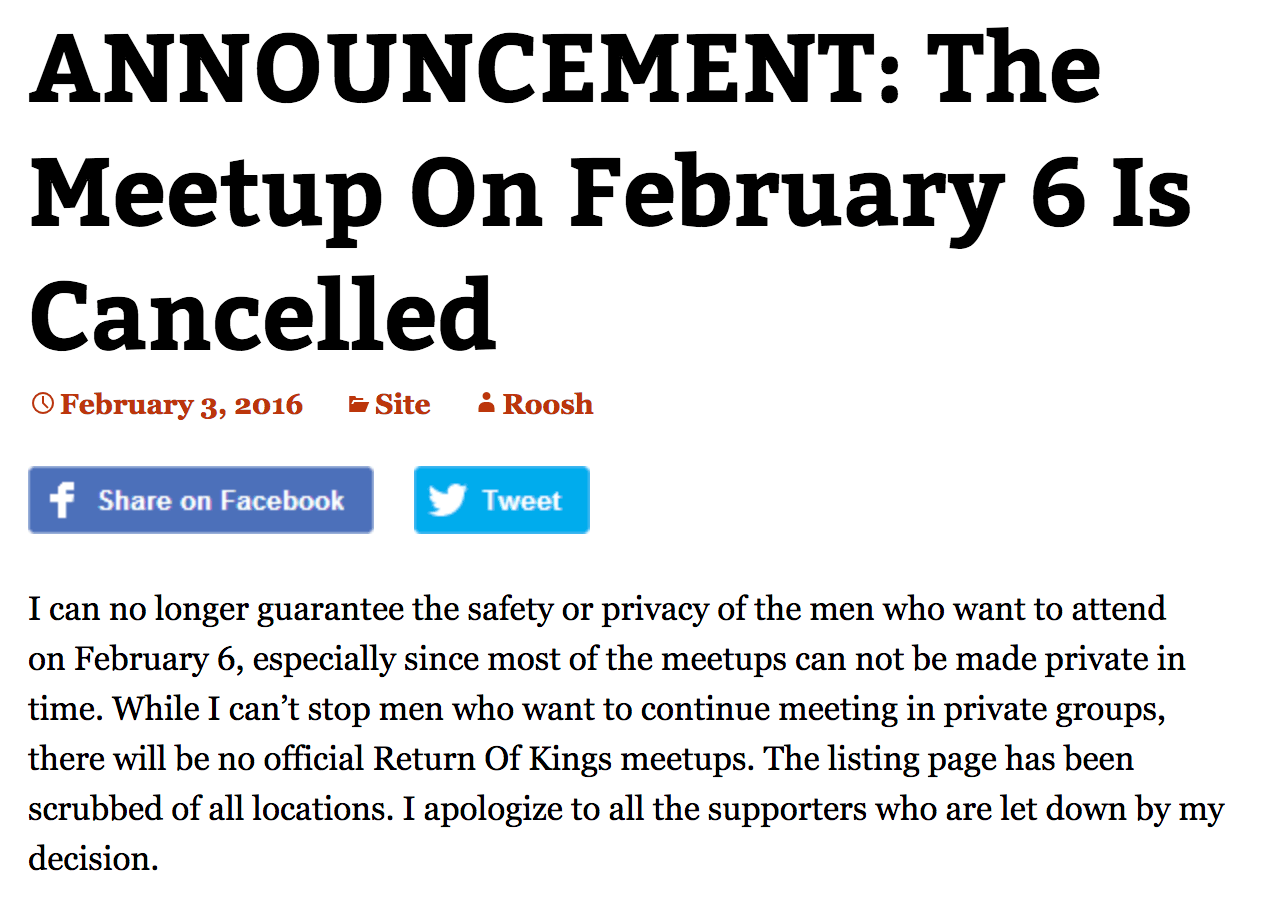 ANNOUNCEMENT: The
Meetup On February 6 Is
Cancelled
February 3, 2016 Site Roosh
Share on Facebook Tweet
I can no longer guarantee the safety or privacy of the men who want to attend
on February 6, especially since most of the meetups can not be made private in
time. While I can’t stop men who want to continue meeting in private groups,
there will be no official Return Of Kings meetups. The listing page has been
scrubbed of all locations. I apologize to all the supporters who are let down by my
decision.